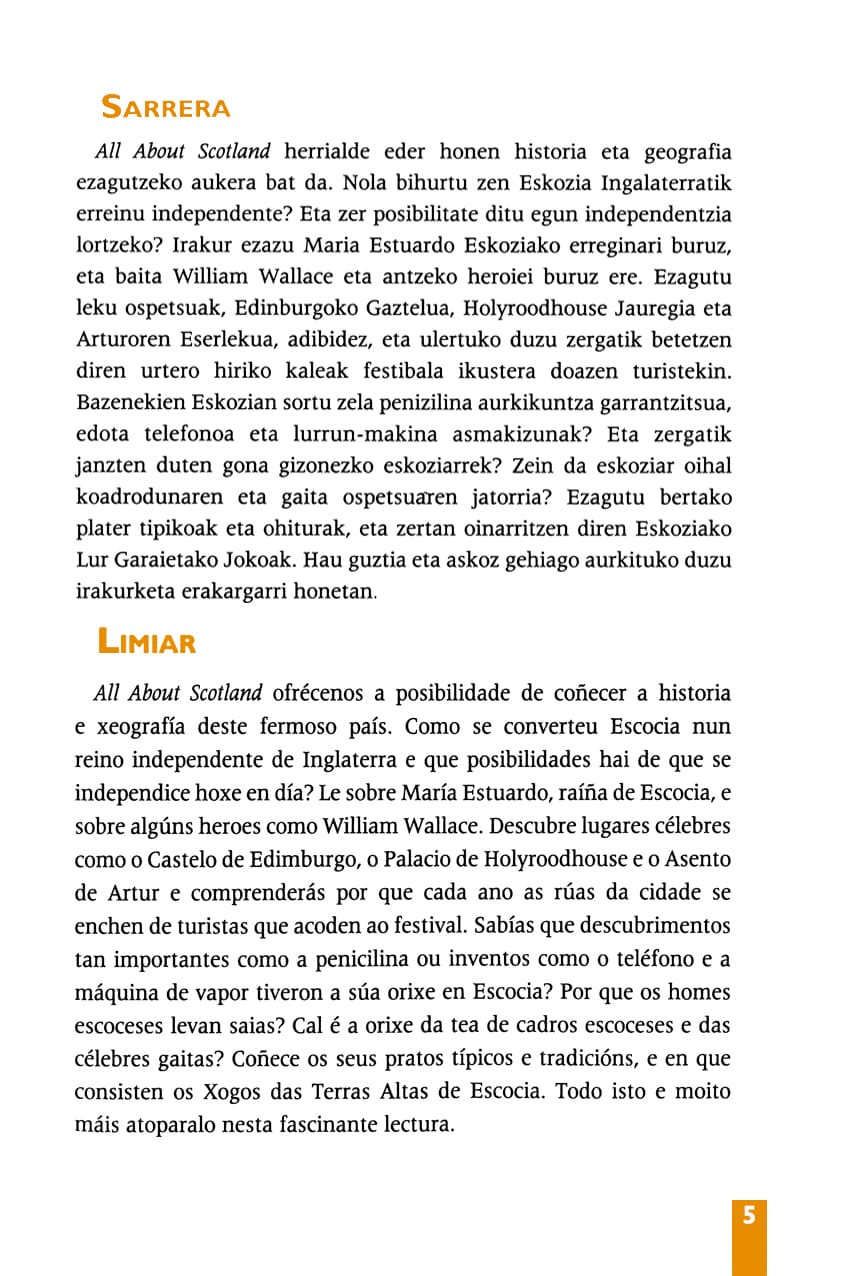 SARRERA
All About Scotland herrialde eder honen historia eta geografia
ezagutzeko aukera bat da. Nola bihurtu zen Eskozia Ingalaterratik
erreinu independente? Eta zer posibilitate ditu egun independentzia
lortzeko? Irakur ezazu Maria Estuardo Eskoziako erreginari buruz,
eta baita William Wallace eta antzeko heroiei buruz ere. Ezagutu
leku ospetsuak, Edinburgoko Gaztelua, Holyroodhouse Jauregia eta
Arturoren Eserlekua, adibidez, eta ulertuko duzu zergatik betetzen
diren urtero hiriko kaleak festibala ikustera doazen turistekin.
Bazenekien Eskozian sortu zela penizilina aurkikuntza garrantzitsua,
edota telefonoa eta lurrun-makina asmakizunak? Eta zergatik
janzten duten gona gizonezko eskoziarrek? Zein da eskoziar oihal
koadrodunaren eta gaita ospetsuaren jatorria? Ezagutu bertako
plater tipikoak eta ohiturak, eta zertan oinarritzen diren Eskoziako
Lur Garaietako Jokoak. Hau guztia eta askoz gehiago aurkituko duzu
irakurketa erakargarri honetan.
LIMIAR
All About Scotland ofrécenos a posibilidade de coñecer a historia
e xeografía deste fermoso país. Como se converteu Escocia nun
reino independente de Inglaterra e que posibilidades hai de que se
independice hoxe en día? Le sobre María Estuardo, raíña de Escocia, e
sobre algúns heroes como William Wallace. Descubre lugares célebres
como o Castelo de Edimburgo, o Palacio de Holyroodhouse e o Asento
de Artur e comprenderás por que cada ano as rúas da cidade se
enchen de turistas que acoden ao festival. Sabías que descubrimentos
tan importantes como a penicilina ou inventos como o teléfono e a
máquina de vapor tiveron a súa orixe en Escocia? Por que os homes
escoceses levan saias? Cal é a orixe da tea de cadros escoceses e das
célebres gaitas? Coñece os seus pratos típicos e tradicións, e en que
consisten os Xogos das Terras Altas de Escocia. Todo isto e moito
máis atoparalo nesta fascinante lectura.
5